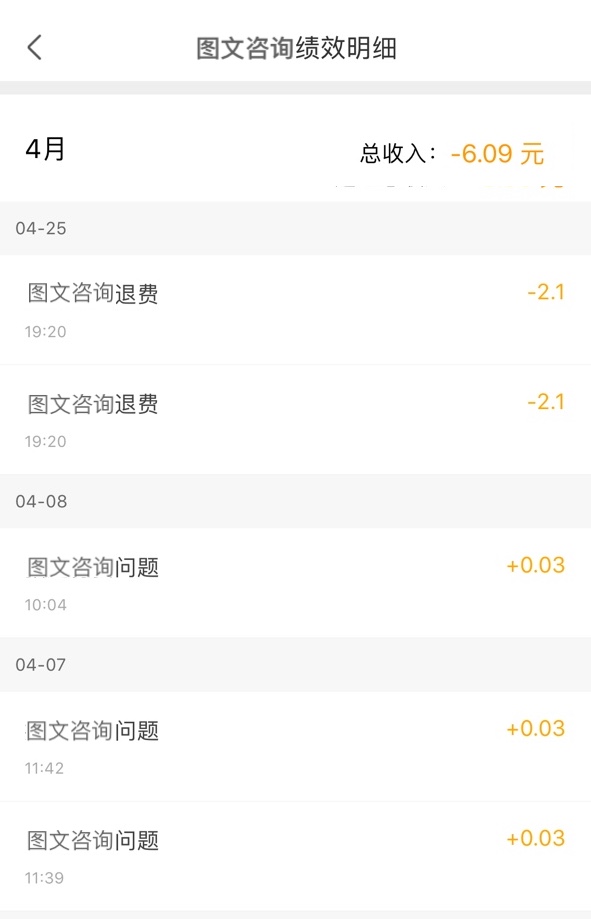 图文咨询绩效明细
4月
总收入：-6.09 元
04-25
图文咨询退费
-2.1
19:20
图文咨询退费
-2.1
19:20
04-08
图文咨询问题
+0.03
10:04
04-07
图文咨询问题
+0.03
11:42
图文咨询问题
+0.03
11:39